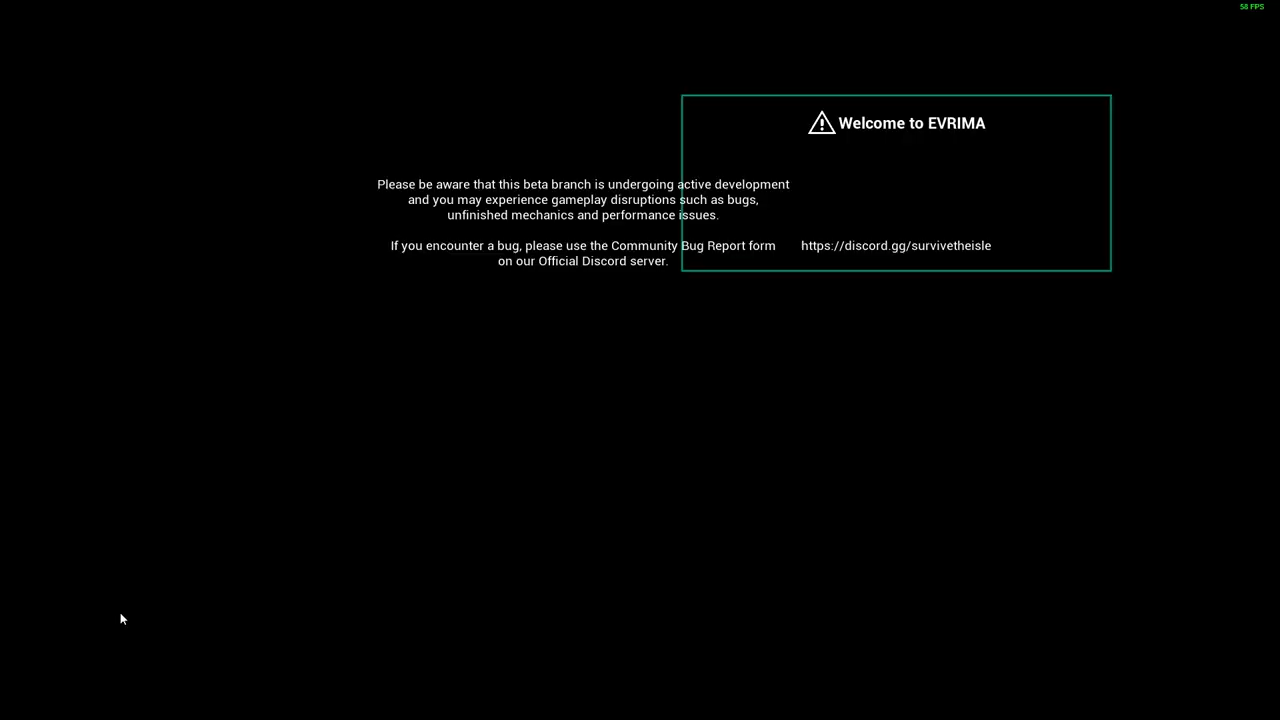 58 FPS
Welcome to EVRIMA
Please be aware that this beta branch is undergoing active development
and you may experience gameplay disruptions such as bugs,
unfinished mechanics and performance issues.
If you encounter a bug, please use the Community Bug Report form
on our Official Discord server.
https://discord.gg/survivetheisle